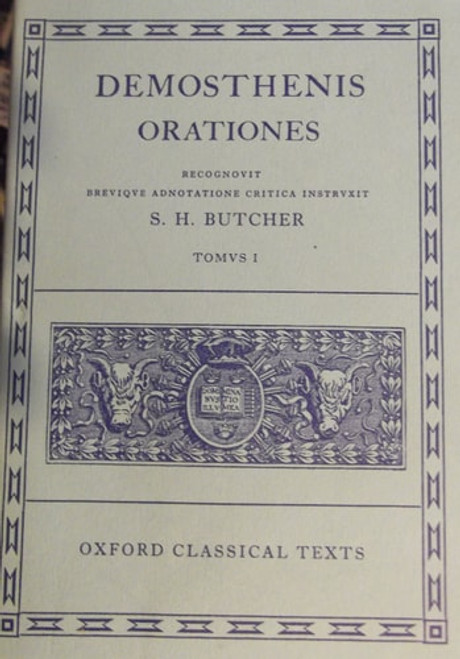 DEMOSTHENIS
ORATIONES
RECOGNOVIT
BREVIQVE ADNOTATIONE CRITICA INSTRVXIT
S. H. BUTCHER
TOMVS I
OXFORD CLASSICAL TEXTS